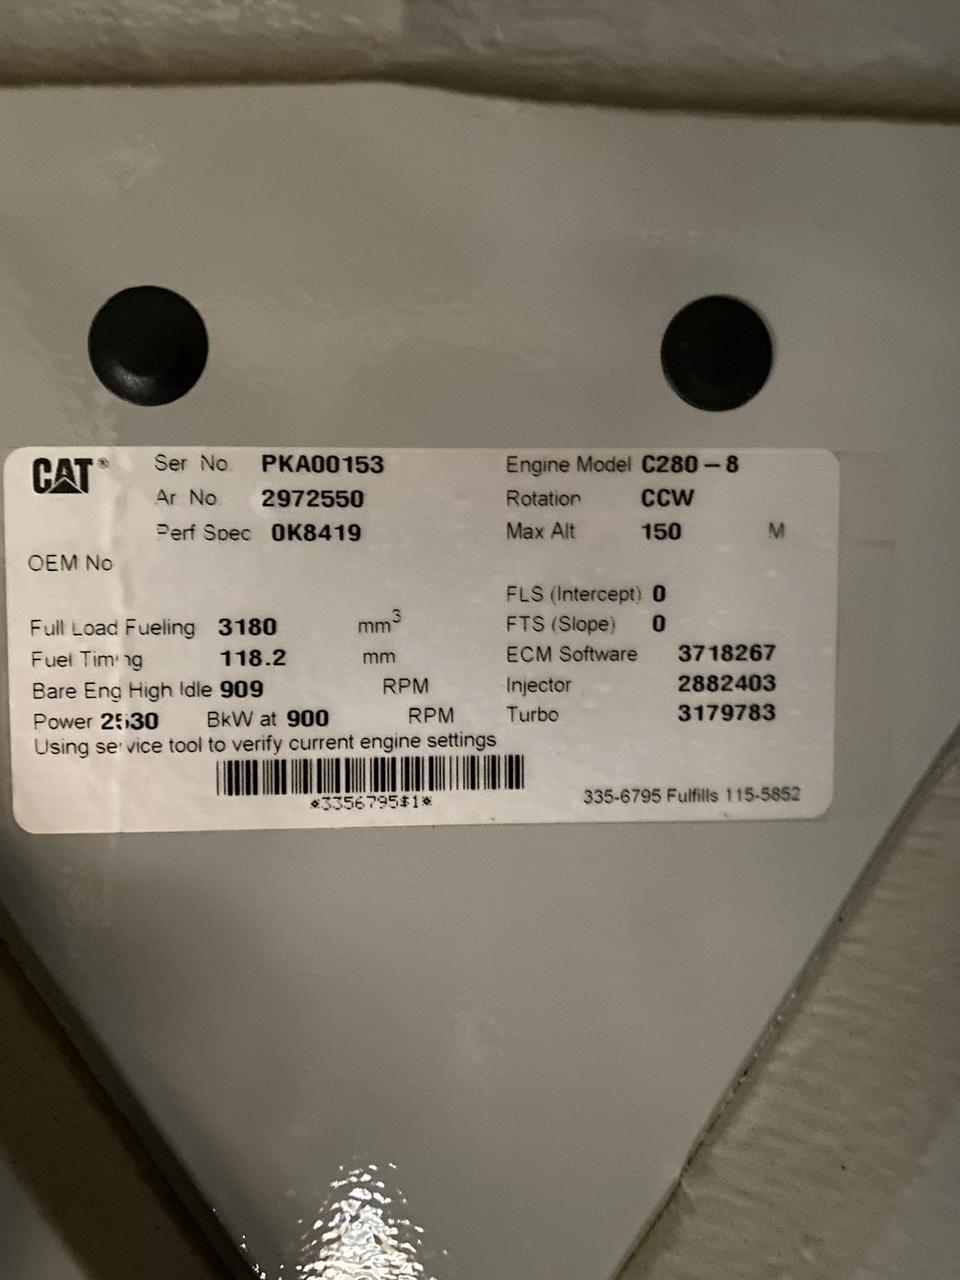 CAT® Ser No. PKA00153 Engine Model C280-8
Ar No. 2972550 Rotation CCW
Perf Spec 0K8419 Max Alt 150 M
OEM No
FLS (Intercept) 0
Full Load Fueling 3180 mm³ FTS (Slope) 0
Fuel Timing 118.2 mm ECM Software 3718267
Bare Eng High Idle 909 RPM Injector 2882403
Power 2530 BkW at 900 RPM Turbo 3179783
Using service tool to verify current engine settings
*3356795$1* 335-6795 Fulfills 115-5852